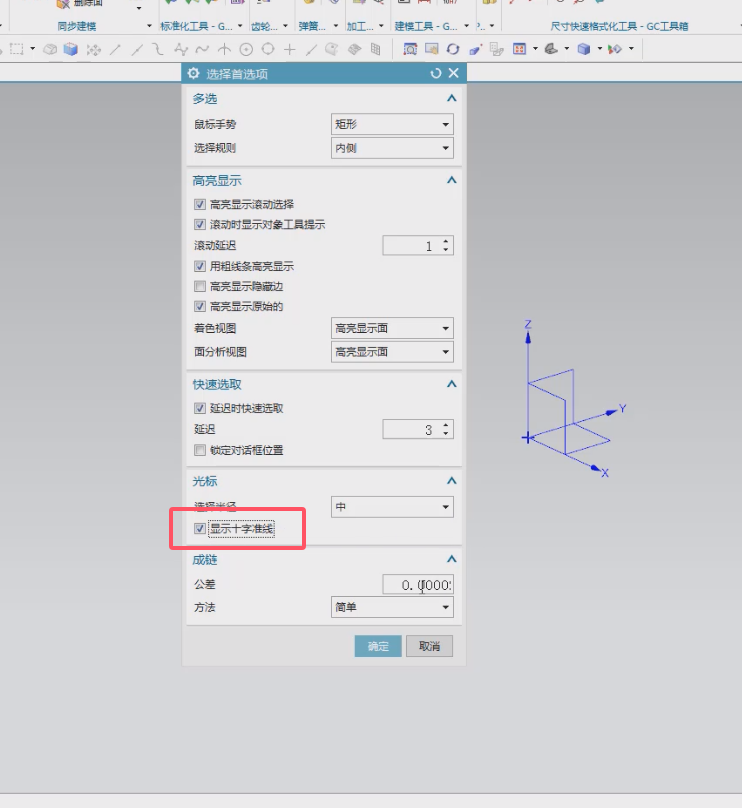 删除面
同步建模
标准化工具 - G...
齿轮...
弹簧...
加工...
建模工具 - G...
尺寸快速格式化工具 - GC工具箱
选择首选项
多选
鼠标手势 矩形
选择规则 内侧
高亮显示
高亮显示滚动选择
滚动时显示对象工具提示
滚动延迟 1
用粗线条高亮显示
高亮显示隐藏边
高亮显示原始的
着色视图 高亮显示面
面分析视图 高亮显示面
快速选取
延迟时快速选取
延迟 3
锁定对话框位置
光标
选择半径 中
显示十字准线
成链
公差
方法 简单
确定 取消
Z
Y
X